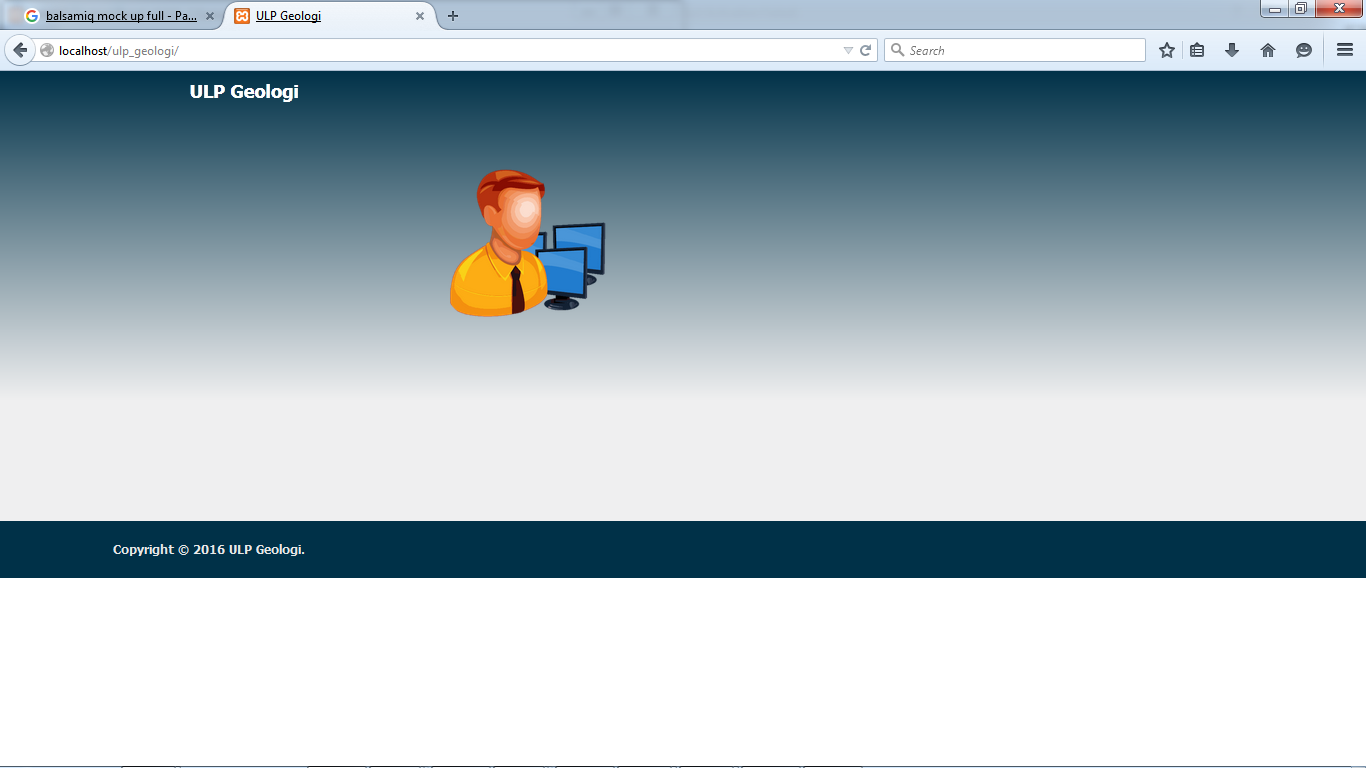 balsamiq mock up full - Pa...
ULP Geologi
localhost/ulp_geologi/
Search
ULP Geologi
Copyright © 2016 ULP Geologi.